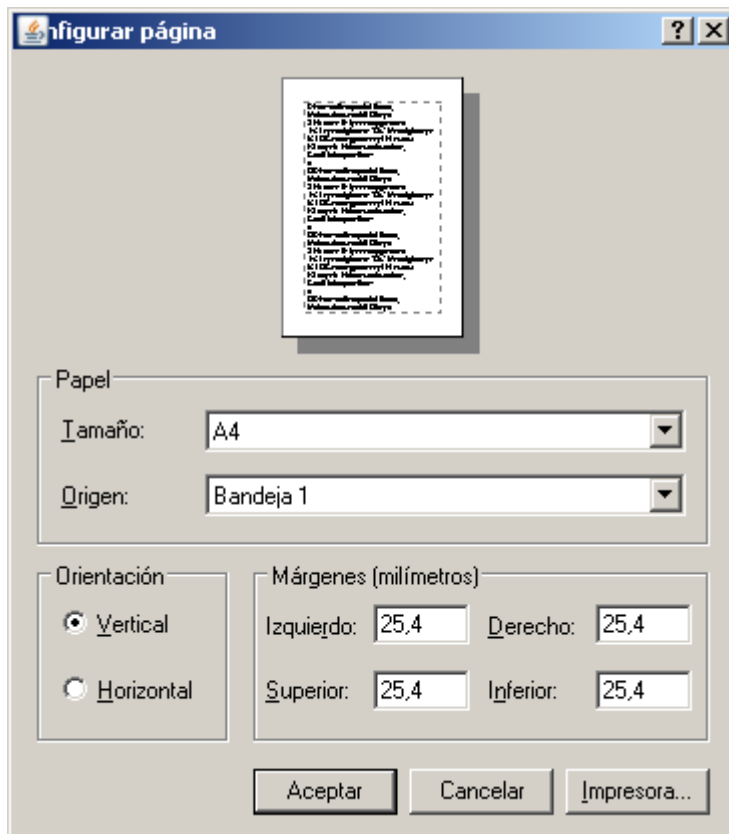 nfigurar página
Papel
Tamaño: A4
Origen: Bandeja 1
Orientación
Vertical
Horizontal
Márgenes (milímetros)
Izquierdo: 25,4 Derecho: 25,4
Superior: 25,4 Inferior: 25,4
Aceptar Cancelar Impresora...